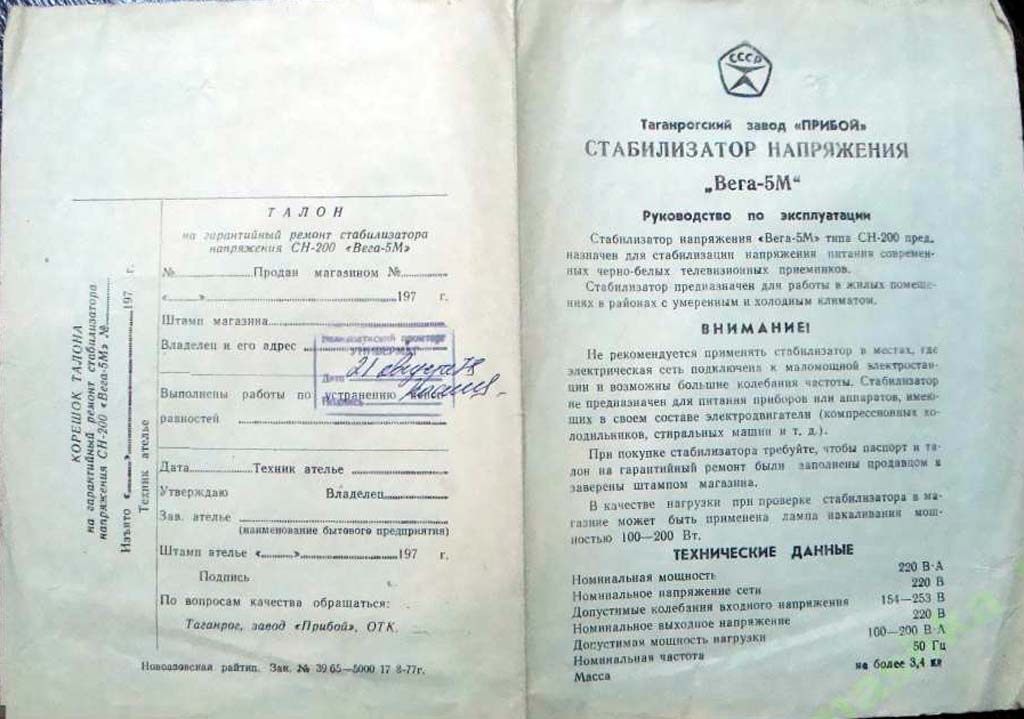 ТАЛОН
на гарантийный ремонт стабилизатора
напряжения СН-200 «Вега-5М»
№ Продан магазином №
« » 197 г.
Штамп магазина
Владелец и его адрес
УНИВЕРМАГ
Дата 21 августа 78
Выполнены работы по устранению неис-
правностей
Дата Техник ателье
Утверждаю Владелец
Зав. ателье
(наименование бытового предприятия)
Штамп ателье « » 197 г.
Подпись
По вопросам качества обращаться:
Таганрог, завод «Прибой», ОТК.
КОРЕШОК ТАЛОНА
на гарантийный ремонт стабилизатора
напряжения СН-200 «Вега-5М» №
Изъято « » 197 г.
Техник ателье
Новоазовская райтип. Зак. № 3965—5000 17 8-77г.
СССР
Таганрогский завод «ПРИБОЙ»
СТАБИЛИЗАТОР НАПРЯЖЕНИЯ
„Вега-5М“
Руководство по эксплуатации
Стабилизатор напряжения «Вега-5М» типа СН-200 пред.
назначен для стабилизации напряжения питания современ-
ных черно-белых телевизионных приемников.
Стабилизатор предназначен для работы в жилых помеще-
ниях в районах с умеренным и холодным климатом.
ВНИМАНИЕ!
Не рекомендуется применять стабилизатор в местах, где
электрическая сеть подключена к маломощной электростан-
ции и возможны большие колебания частоты. Стабилизатор
не предназначен для питания приборов или аппаратов, имею-
щих в своем составе электродвигатели (компрессионных хо-
лодильников, стиральных машин и т. д.).
При покупке стабилизатора требуйте, чтобы паспорт и та-
лон на гарантийный ремонт были заполнены продавцом и
заверены штампом магазина.
В качестве нагрузки при проверке стабилизатора в ма-
газине может быть применена лампа накаливания мощ-
ностью 100—200 Вт.
ТЕХНИЧЕСКИЕ ДАННЫЕ
Номинальная мощность 220 В·А
Номинальное напряжение сети 220 В
Допустимые колебания входного напряжения 154—253 В
Номинальное выходное напряжение 220 В
Допустимая мощность нагрузки 100—200 В·А
Номинальная частота 50 Гц
Масса не более 3,4 кг